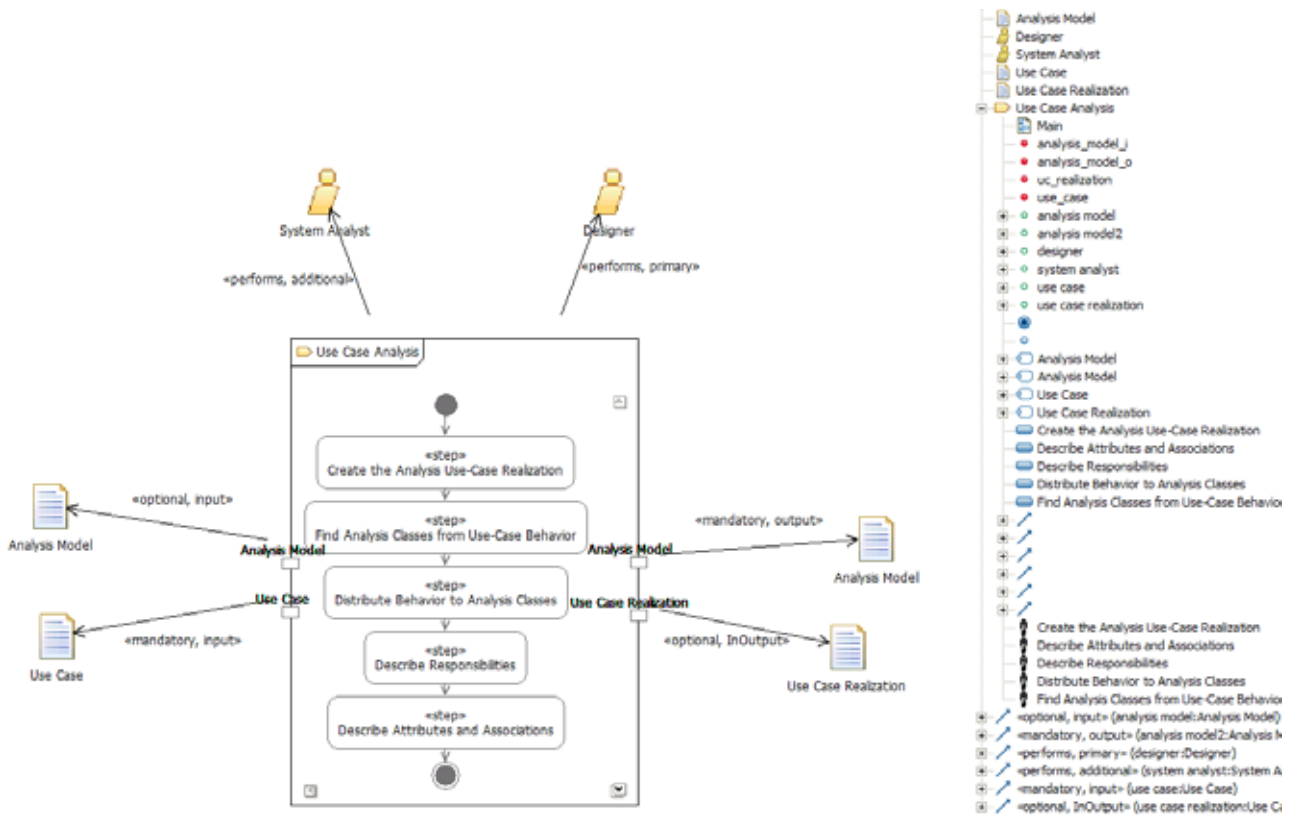 System Analyst
Designer
«performs, additional»
«performs, primary»
Use Case Analysis
«step»
Create the Analysis Use-Case Realization
«optional, input»
«step»
Find Analysis Classes from Use-Case Behavior
«mandatory, output»
Analysis Model
Analysis Model
Analysis Model
Analysis Model
«step»
Distribute Behavior to Analysis Classes
Use Case
Use Case Realization
«mandatory, input»
«optional, InOutput»
«step»
Describe Responsibilities
Use Case
Use Case Realization
«step»
Describe Attributes and Associations
Analysis Model
Designer
System Analyst
Use Case
Use Case Realization
Use Case Analysis
Main
analysis_model_i
analysis_model_o
uc_realization
use_case
analysis model
analysis model2
designer
system analyst
use case
use case realization
Analysis Model
Analysis Model
Use Case
Use Case Realization
Create the Analysis Use-Case Realization
Describe Attributes and Associations
Describe Responsibilities
Distribute Behavior to Analysis Classes
Find Analysis Classes from Use-Case Behavior
Create the Analysis Use-Case Realization
Describe Attributes and Associations
Describe Responsibilities
Distribute Behavior to Analysis Classes
Find Analysis Classes from Use-Case Behavior
«optional, input» (analysis model:Analysis Model)
«mandatory, output» (analysis model2:Analysis M
«performs, primary» (designer:Designer)
«performs, additional» (system analyst:System A
«mandatory, input» (use case:Use Case)
«optional, InOutput» (use case realization:Use Ca